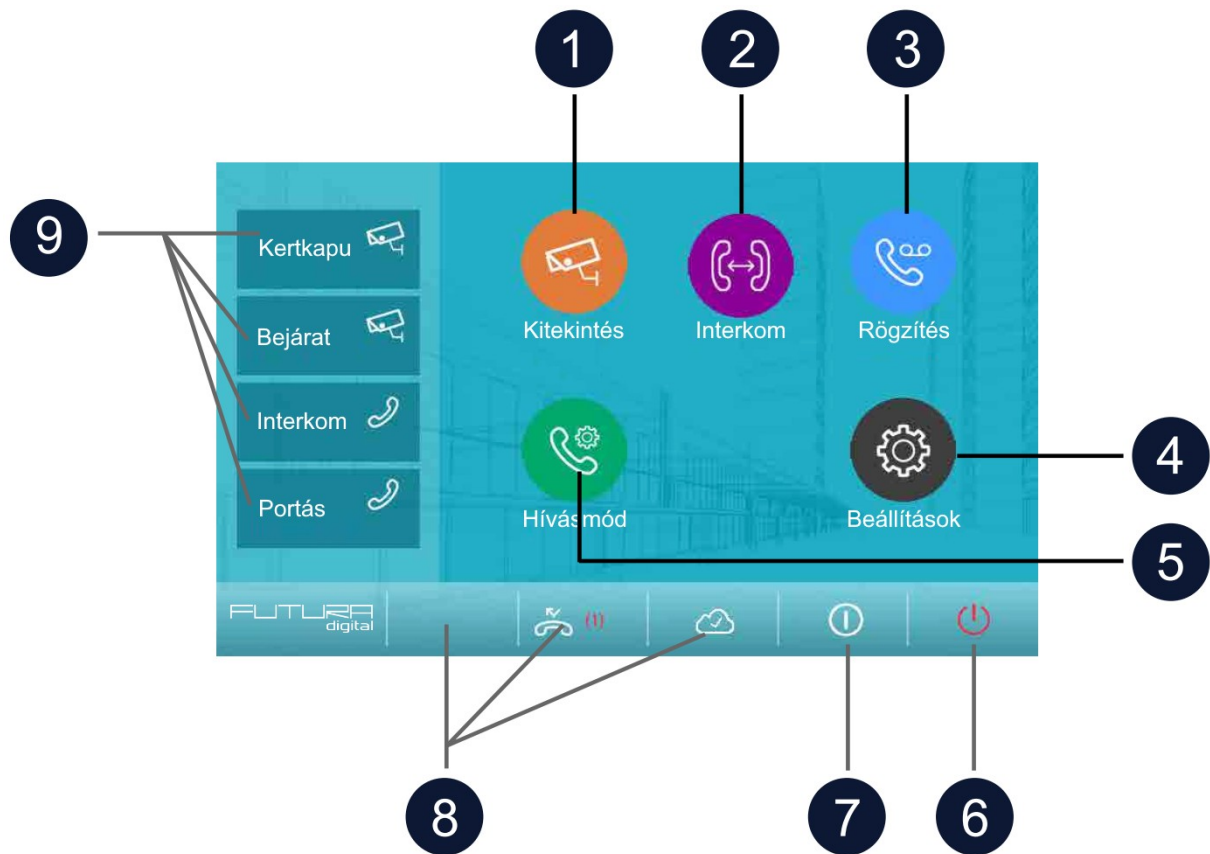 1
2
3
9
Kertkapu
Bejárat
Interkom
Portás
Kitekintés
Interkom
Rögzítés
4
Hívásmód
Beállítások
5
FUTURA
digital
(1)
8
7
6